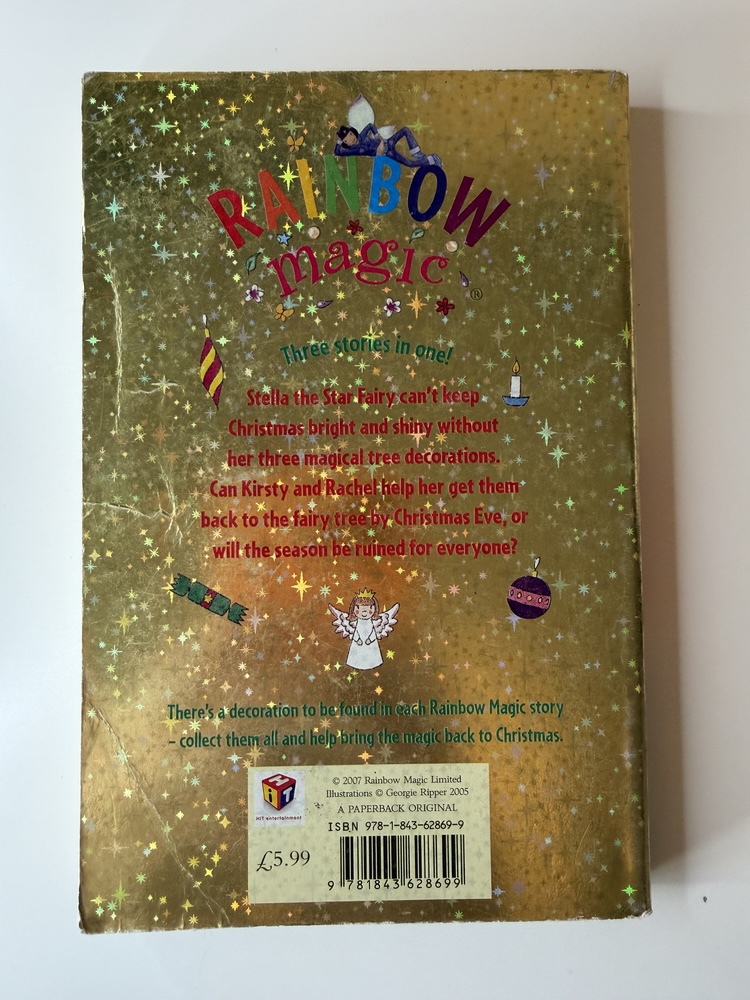 RAINBOW
magic
®
Three stories in one!
Stella the Star Fairy can't keep
Christmas bright and shiny without
her three magical tree decorations.
Can Kirsty and Rachel help her get them
back to the fairy tree by Christmas Eve, or
will the season be ruined for everyone?
There's a decoration to be found in each Rainbow Magic story
– collect them all and help bring the magic back to Christmas.
HiT
HIT entertainment
© 2007 Rainbow Magic Limited
Illustrations © Georgie Ripper 2005
A PAPERBACK ORIGINAL
ISBN 978-1-843-62869-9
£5.99
9 781843 628699